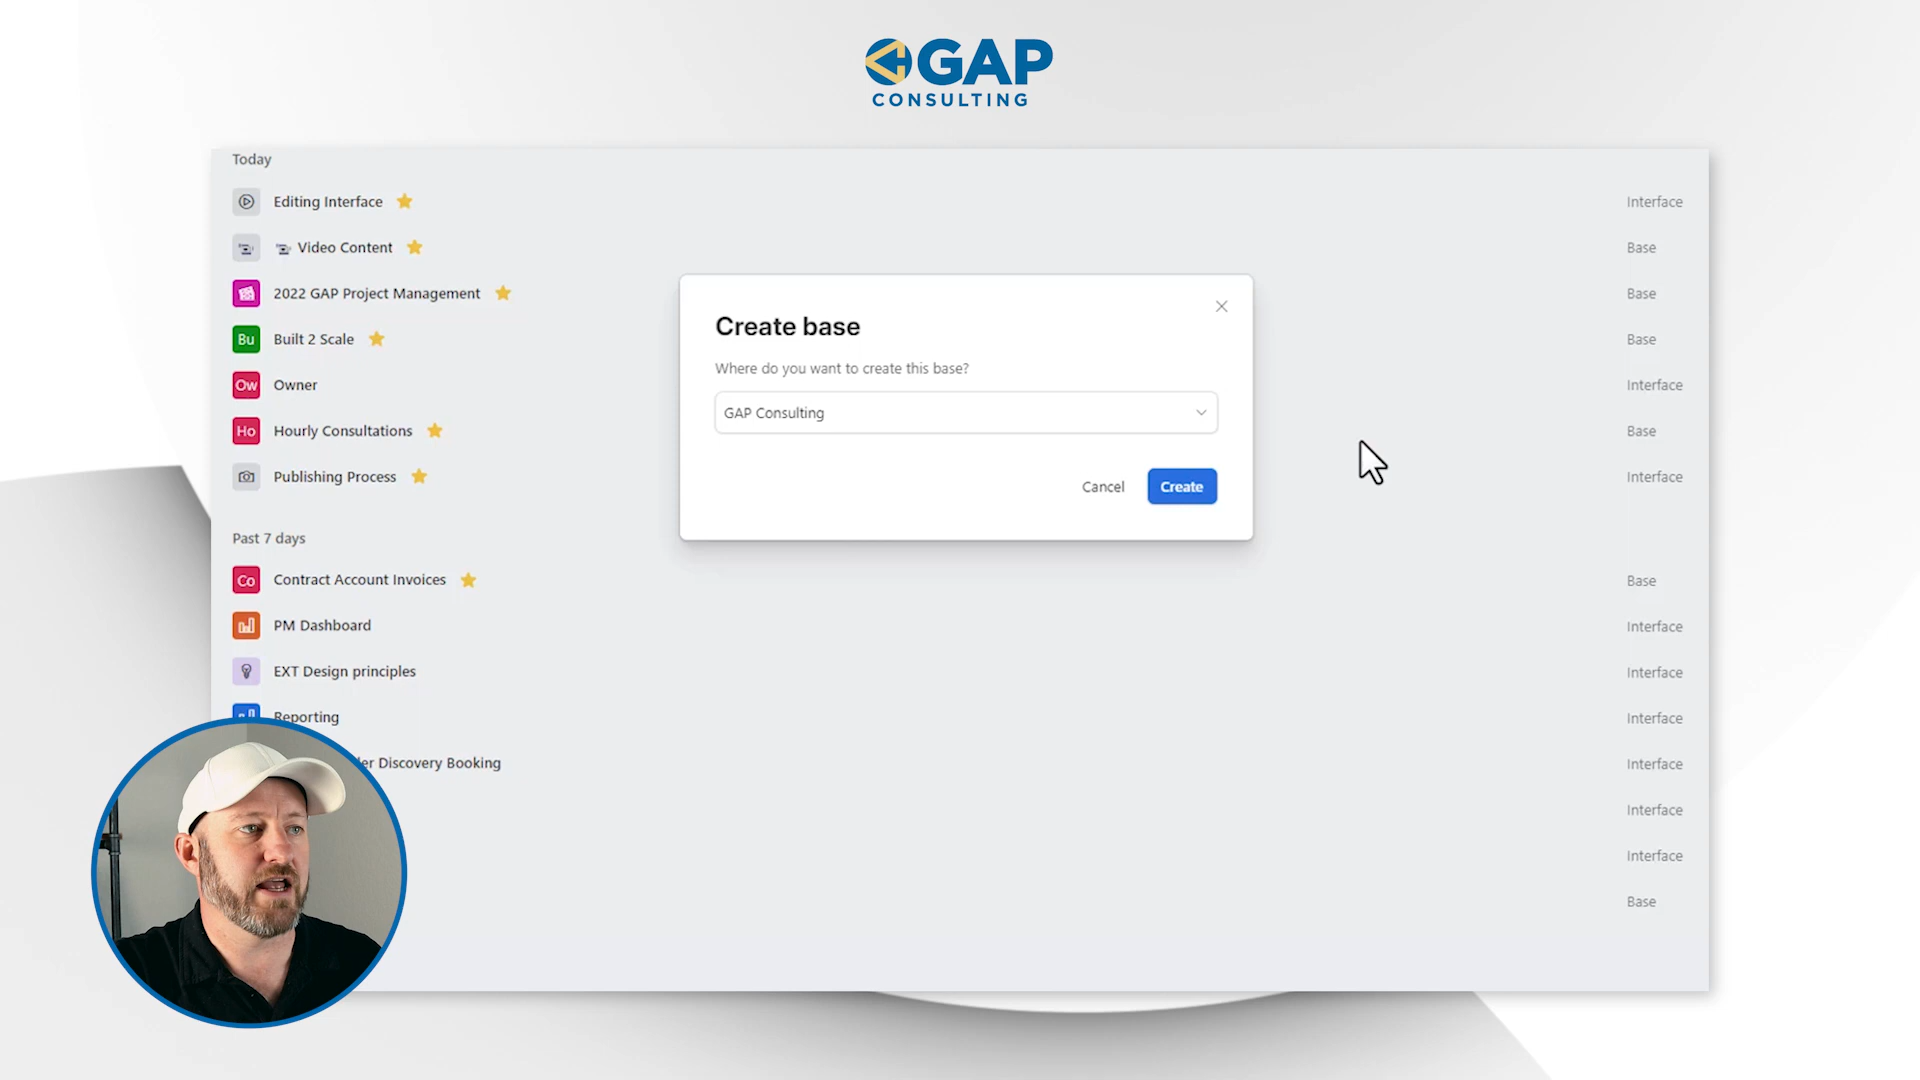 GAP
CONSULTING
Today
Editing Interface
Interface
Video Content
Base
2022 GAP Project Management
Base
Bu Built 2 Scale
Base
Ow Owner
Interface
Ho Hourly Consultations
Base
Publishing Process
Interface
Create base
Where do you want to create this base?
GAP Consulting
Cancel
Create
Past 7 days
Co Contract Account Invoices
Base
PM Dashboard
Interface
EXT Design principles
Interface
Reporting
Interface
er Discovery Booking
Interface
Interface
Interface
Base